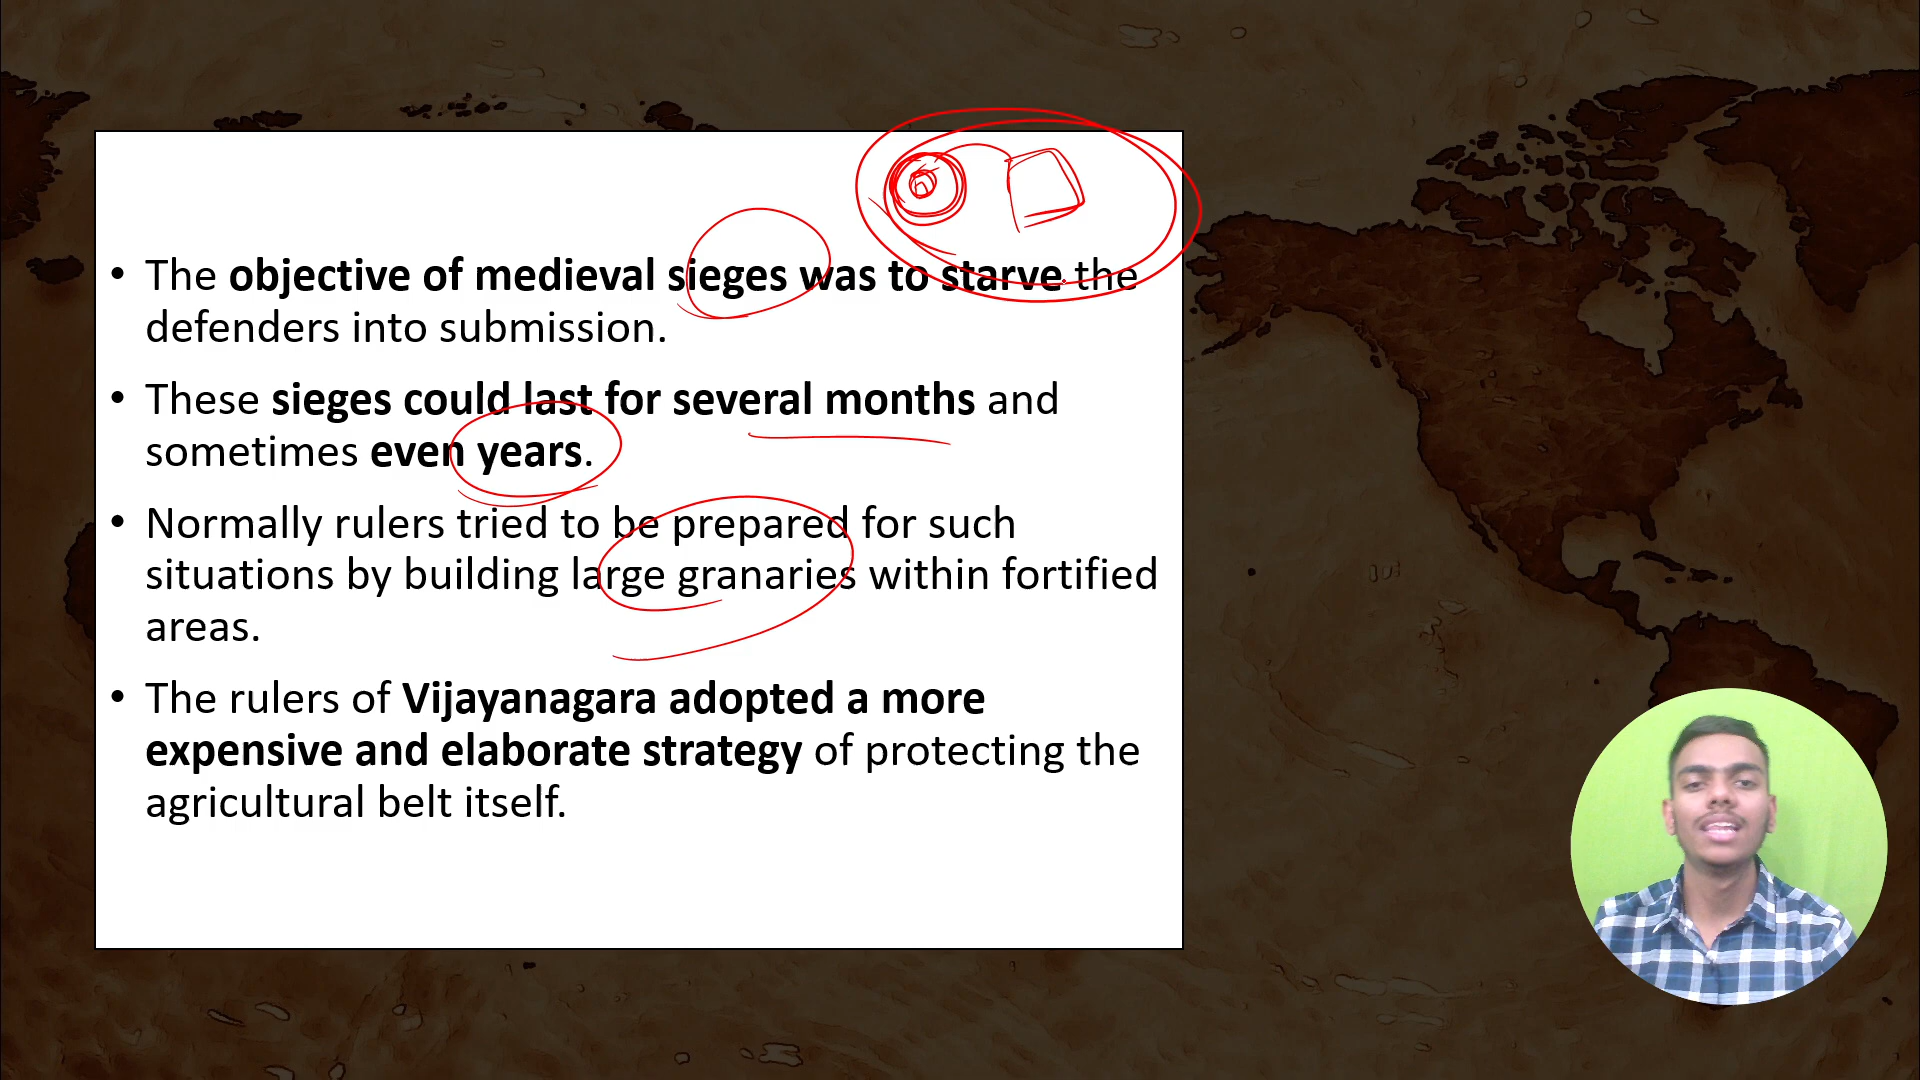 • The objective of medieval sieges was to starve the
defenders into submission.
• These sieges could last for several months and
sometimes even years.
• Normally rulers tried to be prepared for such
situations by building large granaries within fortified
areas.
• The rulers of Vijayanagara adopted a more
expensive and elaborate strategy of protecting the
agricultural belt itself.